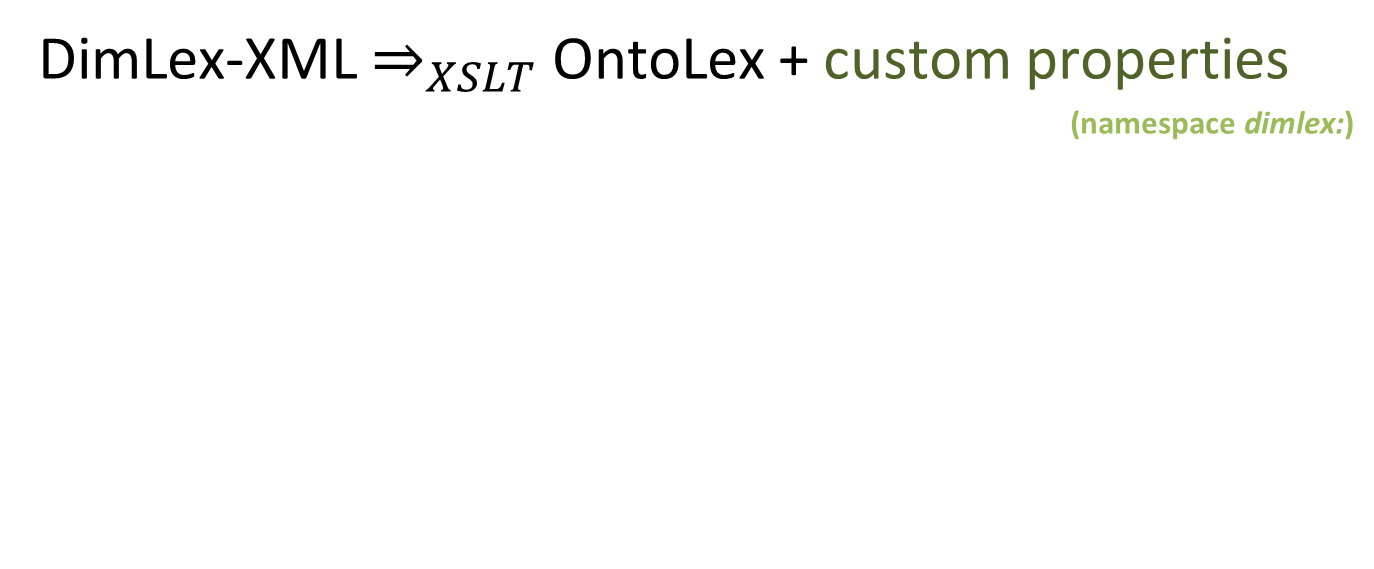 DimLex-XML ⇒XSLT OntoLex + custom properties
(namespace dimlex:)